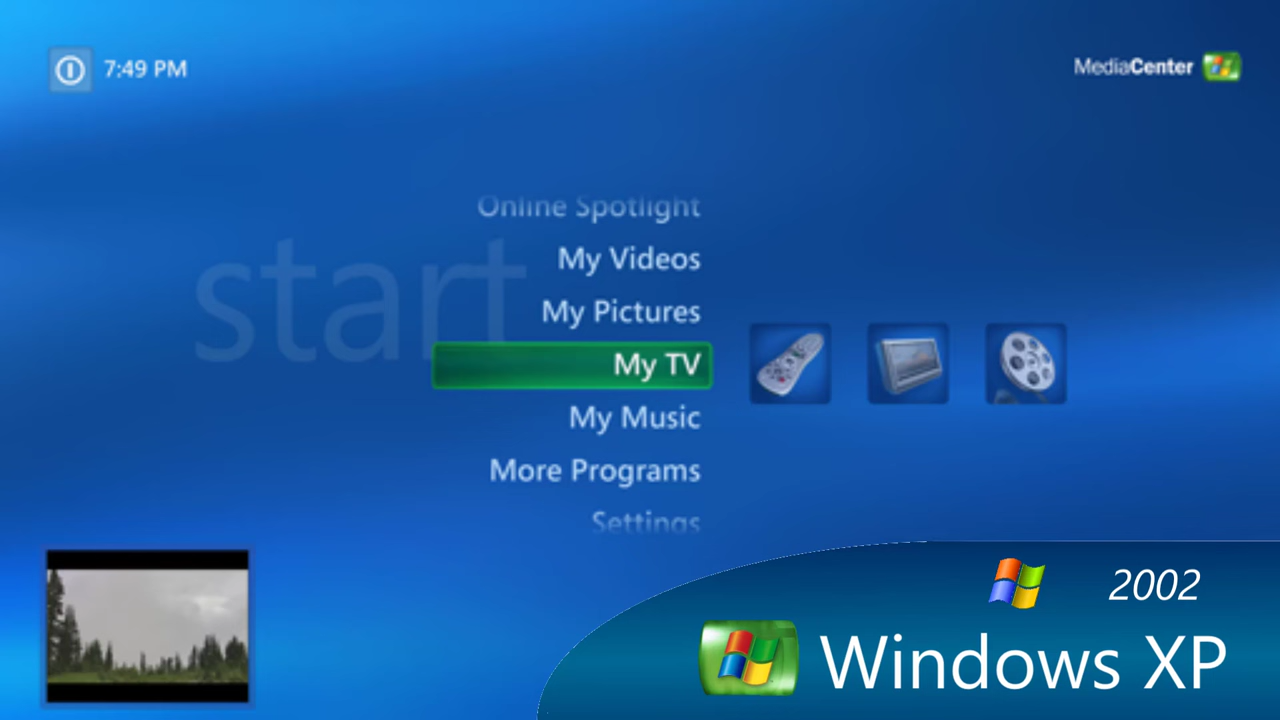 7:49 PM
MediaCenter
start
Online Spotlight
My Videos
My Pictures
My TV
My Music
More Programs
Settings
2002
Windows XP